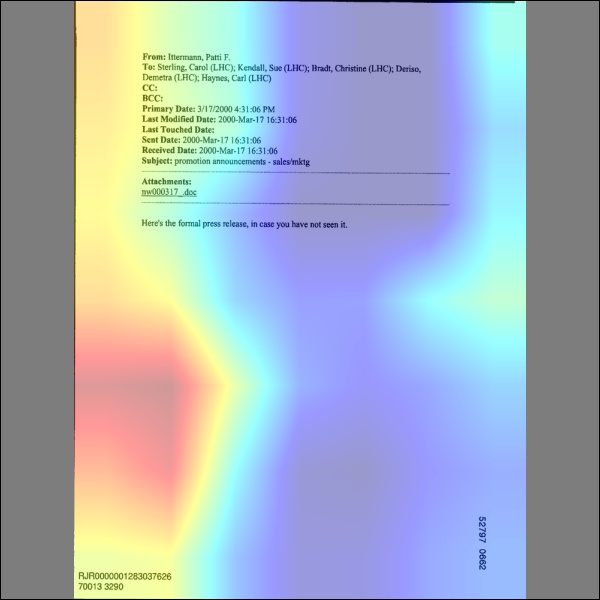 From: Ittermann, Patti F.
To: Sterling, Carol (LHC); Kendall, Sue (LHC); Bradt, Christine (LHC); Deriso,
Demetra (LHC); Haynes, Carl (LHC)
CC:
BCC:
Primary Date: 3/17/2000 4:31:06 PM
Last Modified Date: 2000-Mar-17 16:31:06
Last Touched Date:
Sent Date: 2000-Mar-17 16:31:06
Received Date: 2000-Mar-17 16:31:06
Subject: promotion announcements - sales/mktg
Attachments:
nw000317_.doc
Here's the formal press release, in case you have not seen it.
52797 0662
RJR0000001283037626
70013 3290